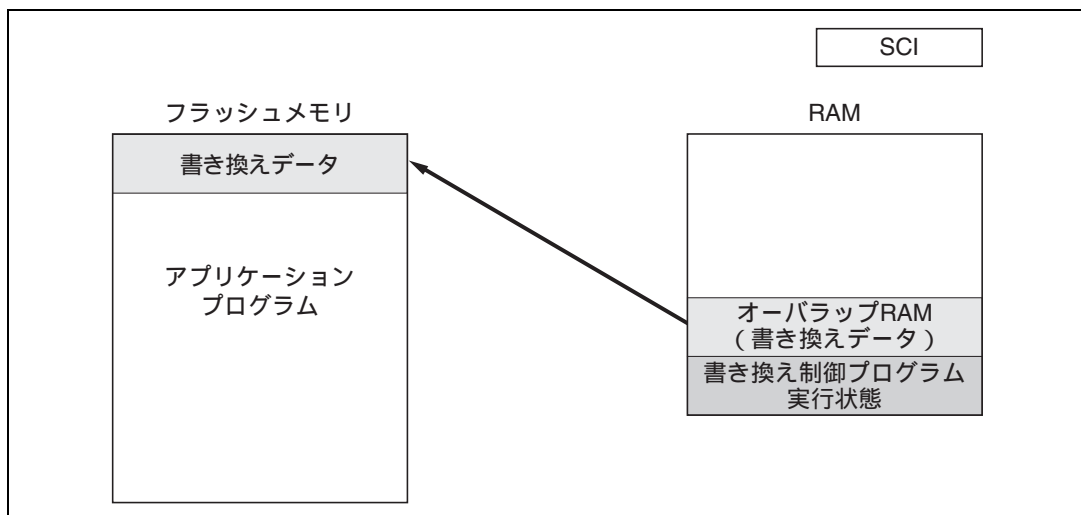 SCI
フラッシュメモリ
RAM
書き換えデータ
アプリケーション
プログラム
オーバラップRAM
（書き換えデータ）
書き換え制御プログラム
実行状態